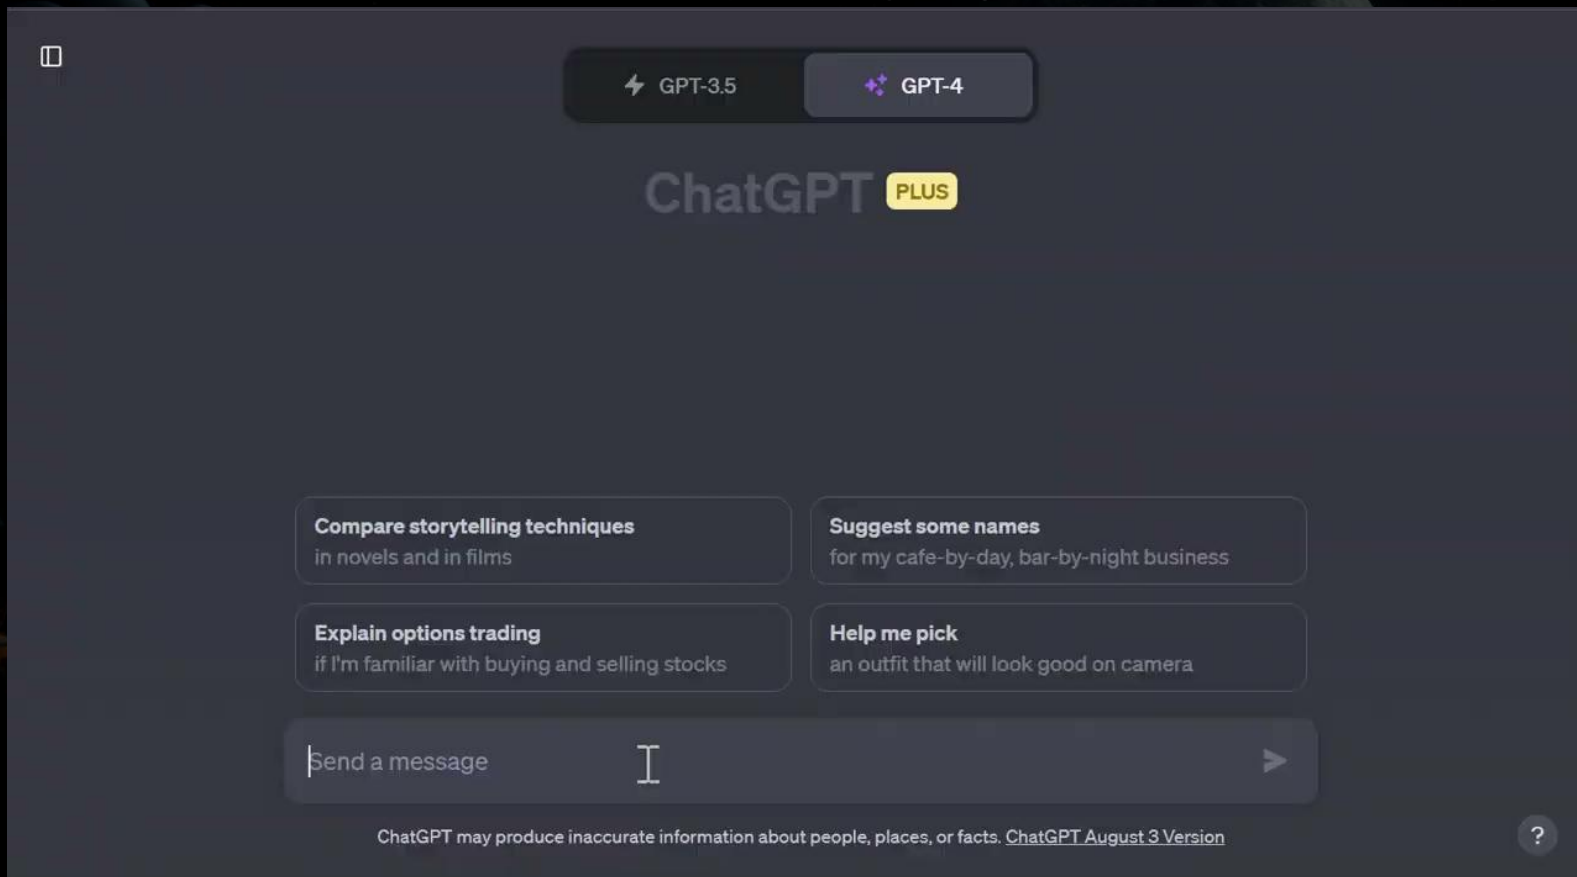 GPT-3.5
GPT-4
ChatGPT PLUS
Compare storytelling techniques
in novels and in films
Suggest some names
for my cafe-by-day, bar-by-night business
Explain options trading
if I'm familiar with buying and selling stocks
Help me pick
an outfit that will look good on camera
Send a message
ChatGPT may produce inaccurate information about people, places, or facts. ChatGPT August 3 Version
?